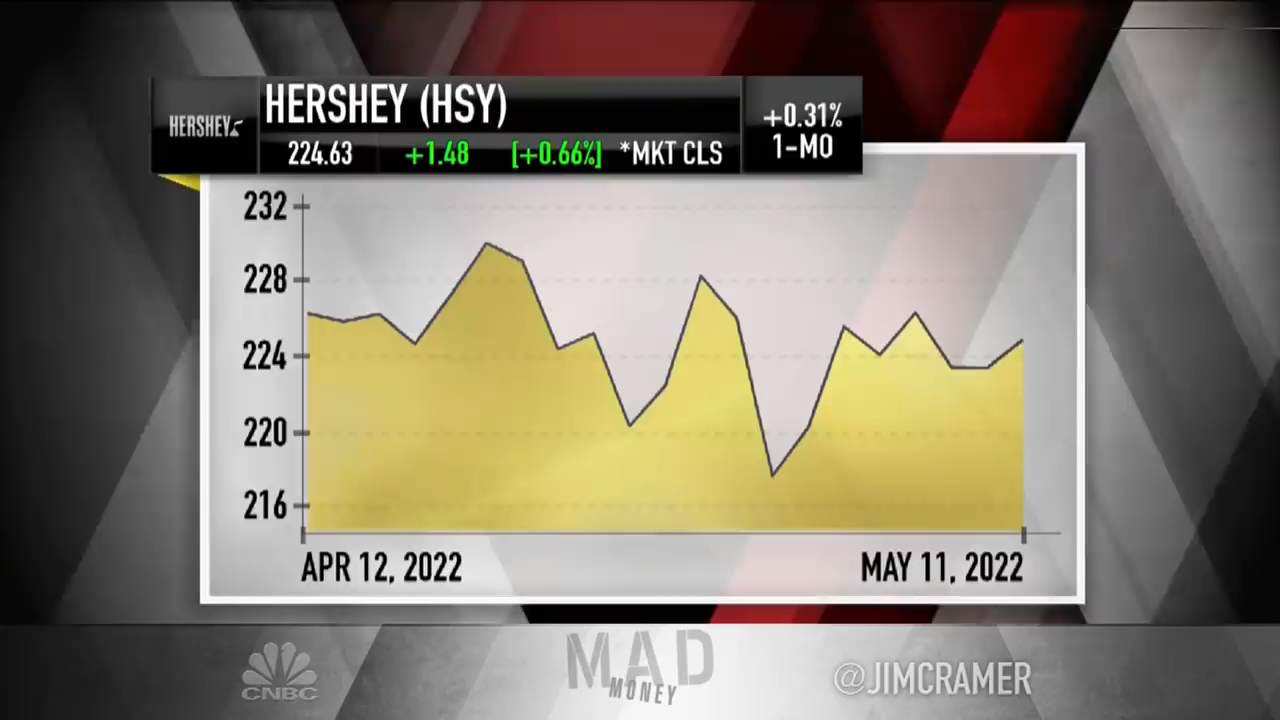 HERSHEY
HERSHEY (HSY)
224.63 +1.48 [+0.66%] *MKT CLS
+0.31%
1-MO
232
228
224
220
216
APR 12, 2022 MAY 11, 2022
CNBC
MAD
MONEY
@JIMCRAMER